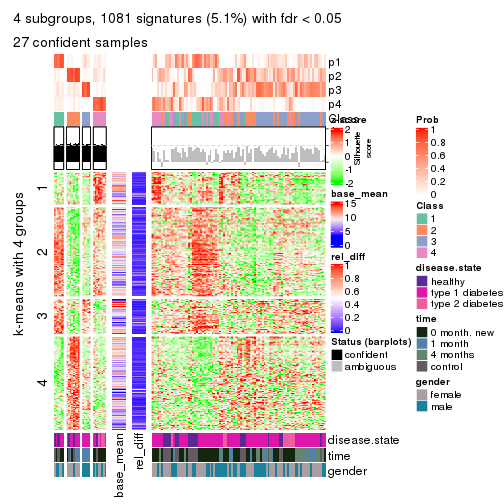 4 subgroups, 1081 signatures (5.1%) with fdr < 0.05
27 confident samples
p1
p2
p3
p4
Class
Silhouette
score
k-means with 4 groups
1
2
3
4
base_mean
rel_diff
disease.state
time
gender
z-score
2
1
0
-1
-2
base_mean
15
10
5
0
rel_diff
1
0.8
0.6
0.4
0.2
0
Status (barplots)
confident
ambiguous
Prob
1
0.8
0.6
0.4
0.2
0
Class
1
2
3
4
disease.state
healthy
type 1 diabetes
type 2 diabetes
time
0 month. new
1 month
4 months
control
gender
female
male